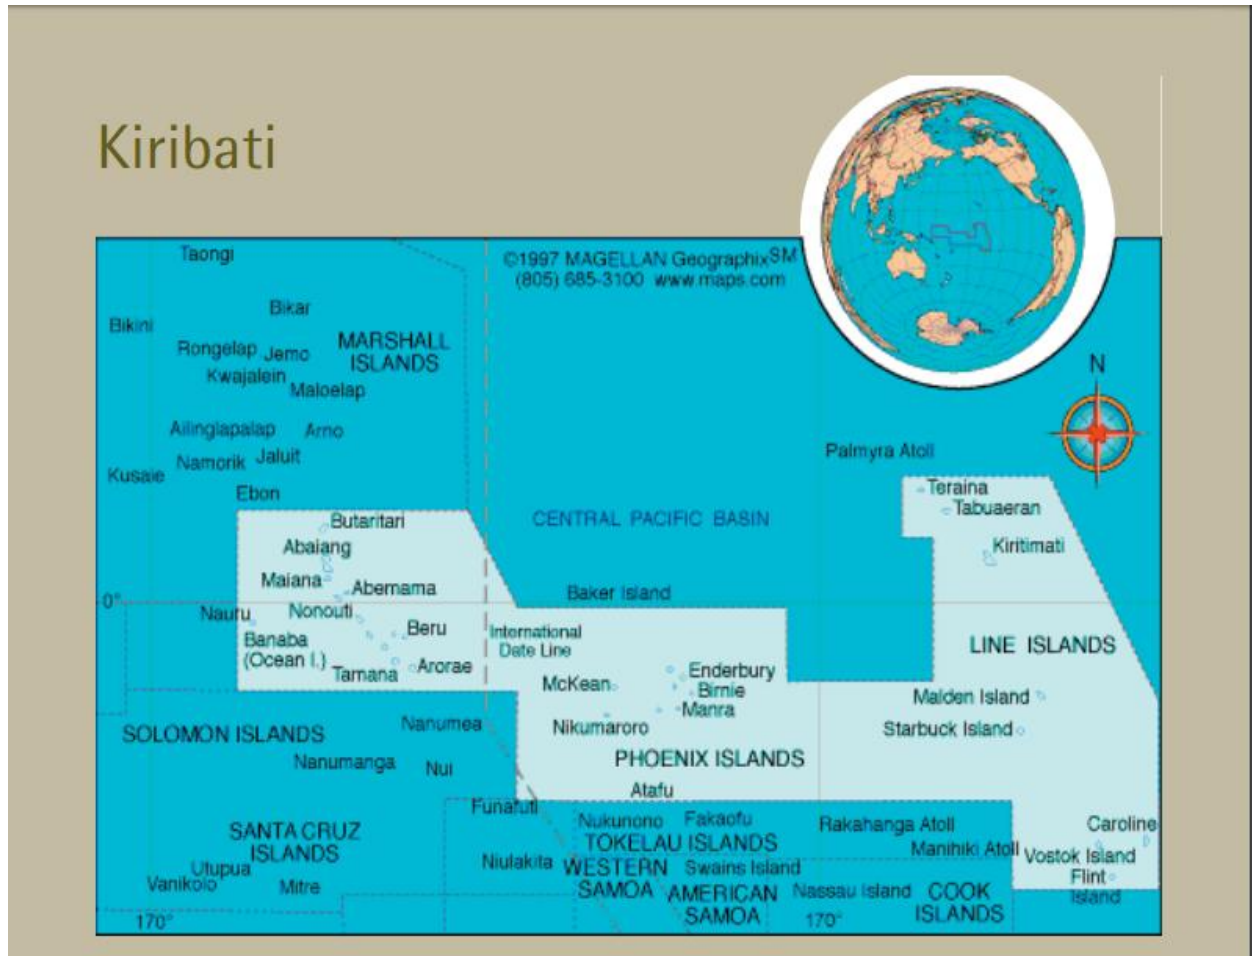 Kiribati
Taongi
©1997 MAGELLAN Geographix℠
(805) 685-3100 www.maps.com
Bikar
Bikini
MARSHALL
ISLANDS
Rongelap
Jemo
Kwajalein
Maloelap
N
Ailinglapalap
Arno
Palmyra Atoll
Kusaie
Namorik
Jaluit
Ebon
Teraina
Tabuaeran
Butaritari
CENTRAL PACIFIC BASIN
Abaiang
Kiritimati
Maiana
Abemama
0°
Baker Island
Nauru
Nonouti
Beru
International
Date Line
Banaba
(Ocean I.)
LINE ISLANDS
Tamana
Arorae
Enderbury
McKean
Birnie
Malden Island
Manra
Nikumaroro
Starbuck Island
Nanumea
SOLOMON ISLANDS
Nanumanga
Nui
PHOENIX ISLANDS
Atafu
Funafuti
Nukunono
Fakaofu
Rakahanga Atoll
Caroline
SANTA CRUZ
ISLANDS
TOKELAU ISLANDS
Manihiki Atoll
Vostok Island
Utupua
Niulakita
WESTERN
SAMOA
Swains Island
Flint
Island
Vanikolo
Mitre
AMERICAN
SAMOA
Nassau Island
COOK
ISLANDS
170°
170°